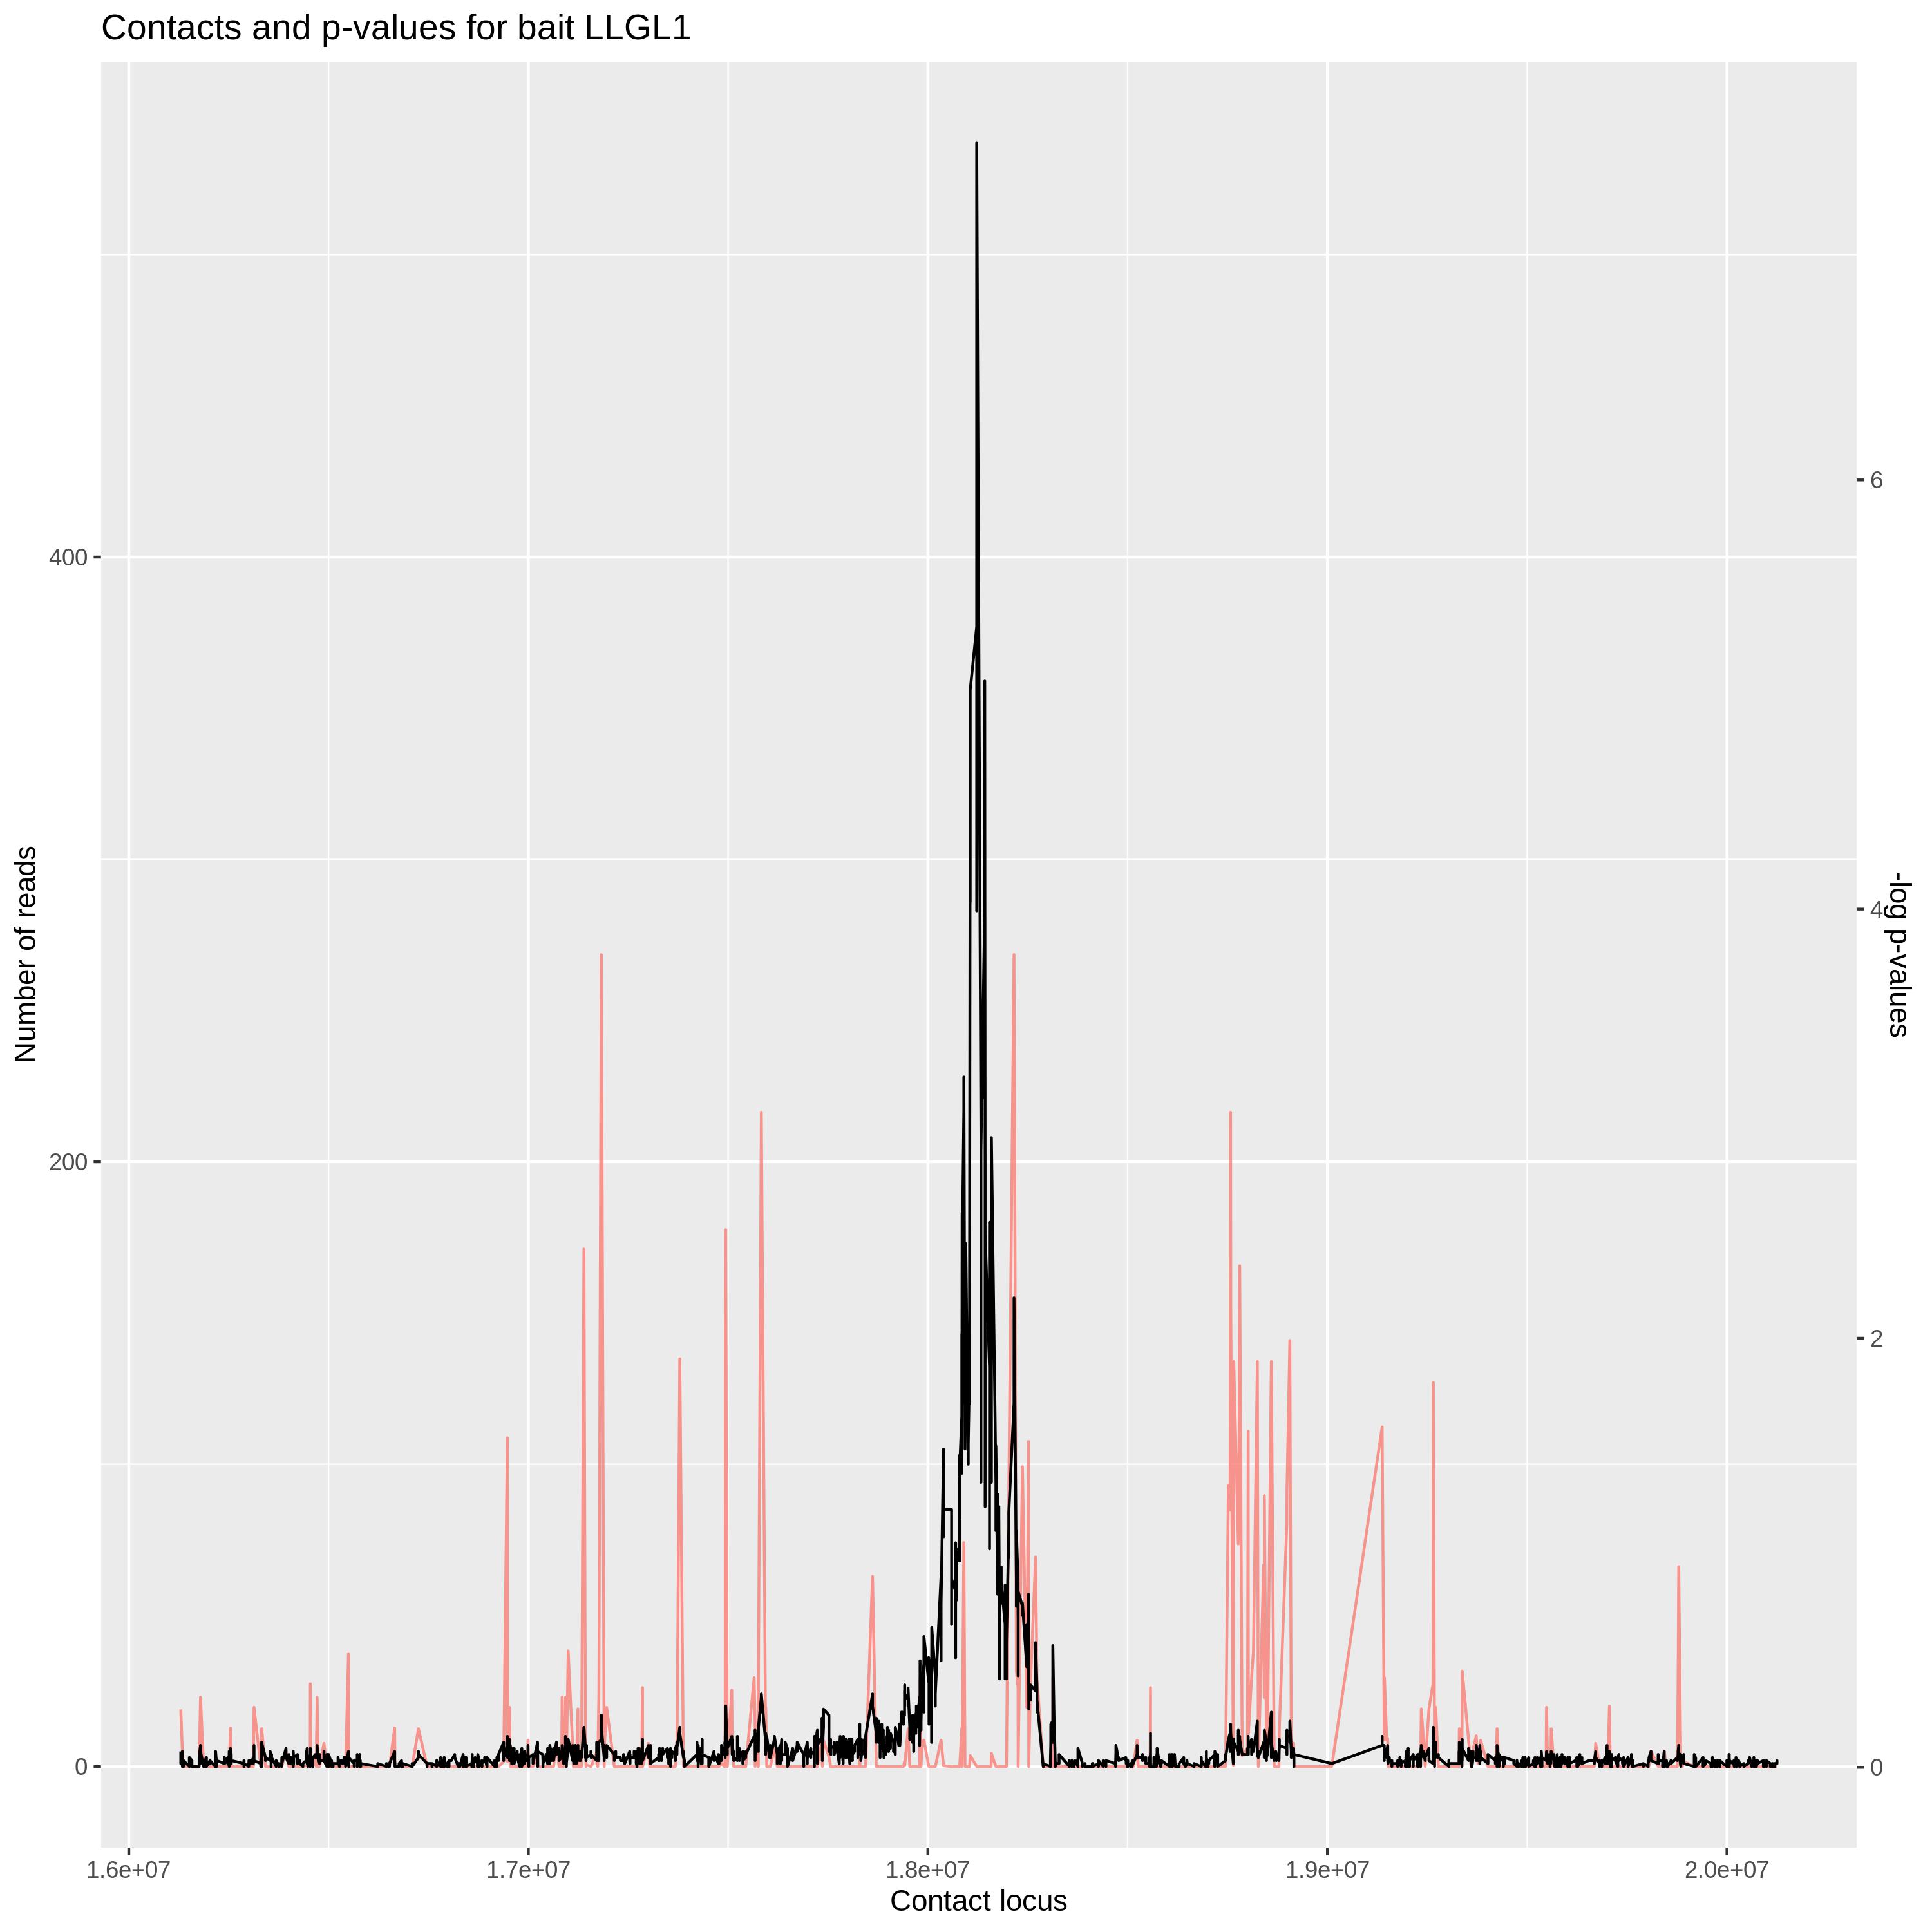 Contacts and p-values for bait LLGL1
Number of reads
400
200
0
6
4
2
0
-log p-values
1.6e+07
1.7e+07
1.8e+07
1.9e+07
2.0e+07
Contact locus